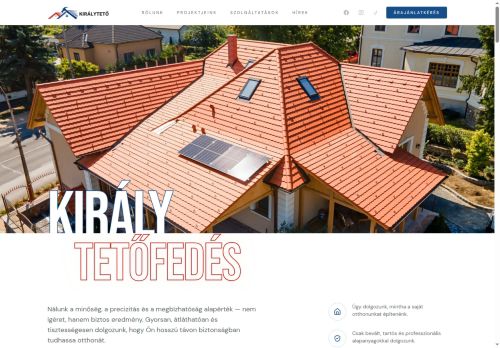 KIRÁLYTETŐ
RÓLUNK PROJEKTJEINK SZOLGÁLTATÁSOK HÍREK
ÁRAJÁNLATKÉRÉS
KIRÁLY
TETŐFEDÉS
Nálunk a minőség, a precizitás és a megbízhatóság alapérték — nem
ígéret, hanem biztos eredmény. Gyorsan, átláthatóan és
tisztességesen dolgozunk, hogy Ön hosszú távon biztonságban
tudhassa otthonát.
Úgy dolgozunk, mintha a saját
otthonunkat építenénk.
Csak bevált, tartós és professzionális
alapanyagokkal dolgozunk.